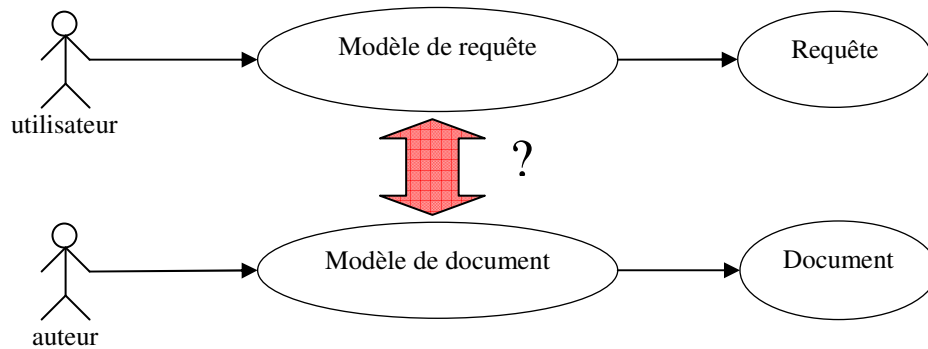 Modèle de requête
Requête
utilisateur
?
Modèle de document
Document
auteur